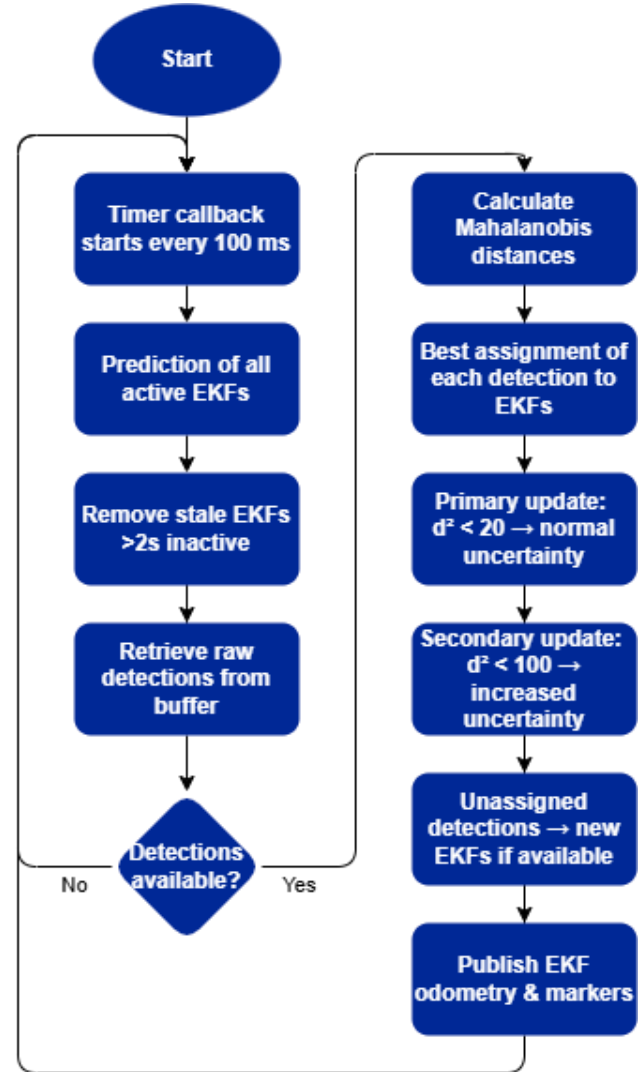 Start
Timer callback
starts every 100 ms
Prediction of all
active EKFs
Remove stale EKFs
>2s inactive
Retrieve raw
detections from
buffer
Detections
available?
No
Yes
Calculate
Mahalanobis
distances
Best assignment of
each detection to
EKFs
Primary update:
d² < 20 → normal
uncertainty
Secondary update:
d² < 100 →
increased
uncertainty
Unassigned
detections → new
EKFs if available
Publish EKF
odometry & markers